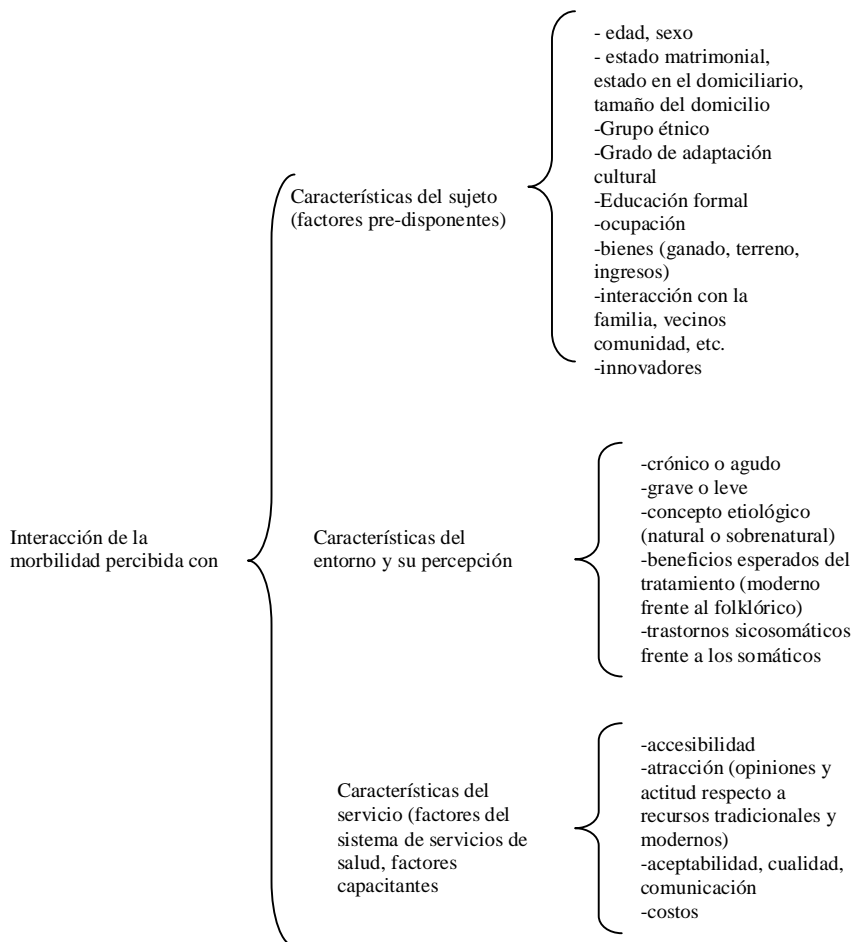 Interacción de la
morbilidad percibida con
Características del sujeto
(factores pre-disponentes)
- edad, sexo
- estado matrimonial,
estado en el domiciliario,
tamaño del domicilio
-Grupo étnico
-Grado de adaptación
cultural
-Educación formal
-ocupación
-bienes (ganado, terreno,
ingresos)
-interacción con la
familia, vecinos
comunidad, etc.
-innovadores
Características del
entorno y su percepción
-crónico o agudo
-grave o leve
-concepto etiológico
(natural o sobrenatural)
-beneficios esperados del
tratamiento (moderno
frente al folklórico)
-trastornos sicosomáticos
frente a los somáticos
Características del
servicio (factores del
sistema de servicios de
salud, factores
capacitantes
-accesibilidad
-atracción (opiniones y
actitud respecto a
recursos tradicionales y
modernos)
-aceptabilidad, cualidad,
comunicación
-costos